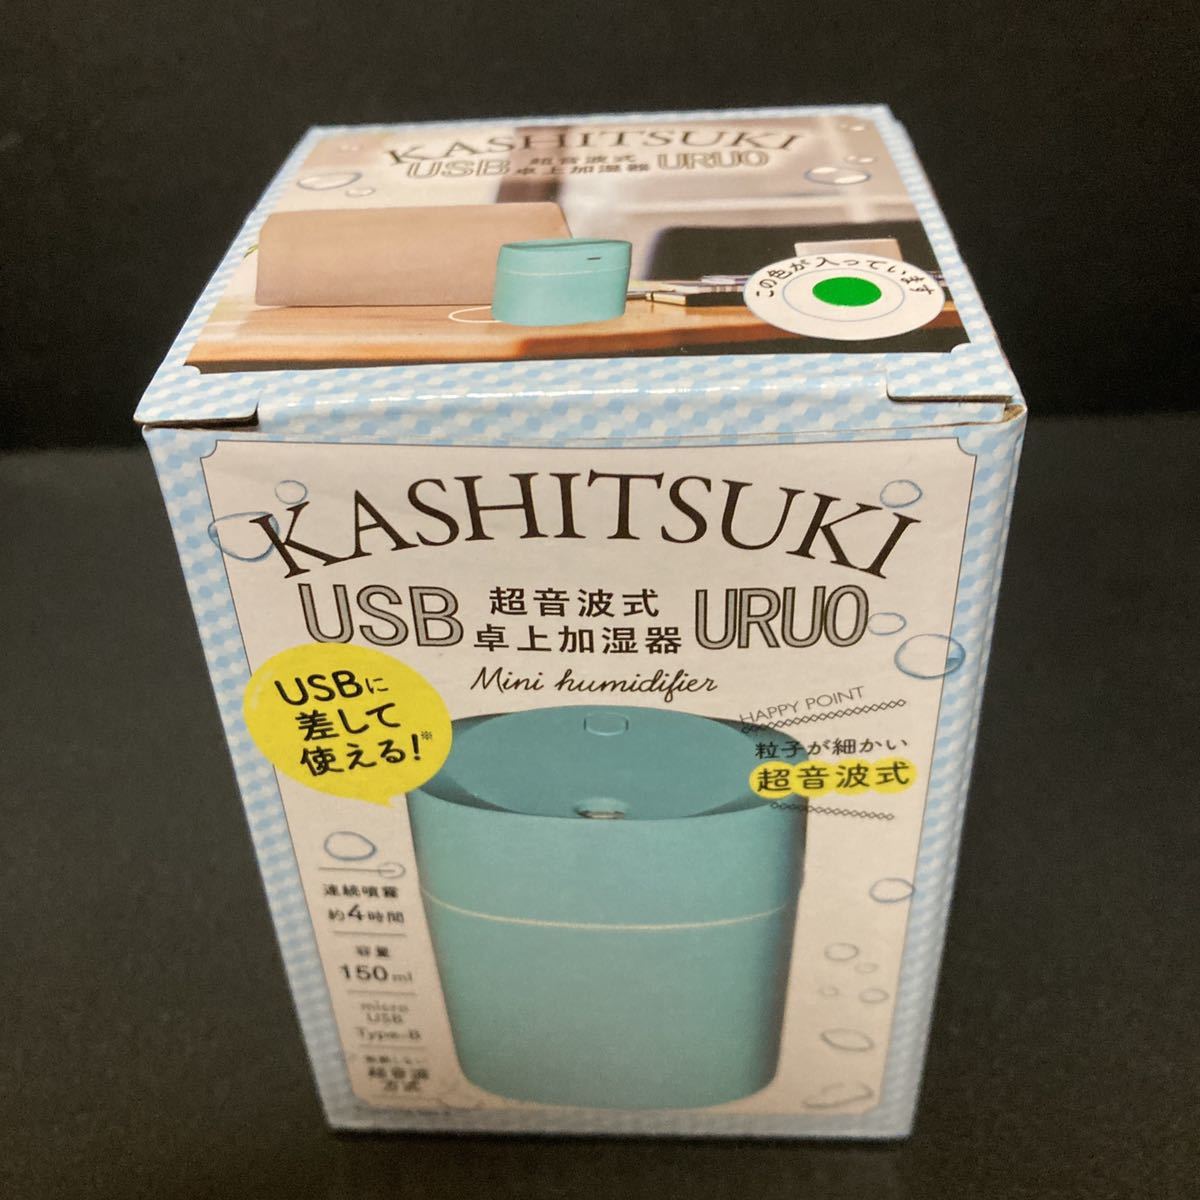 KASHITSUKI
USB 超音波式 URUO
卓上加湿器
この色が入っています
KASHITSUKI
USB 超音波式 URUO
卓上加湿器
Mini humidifier
USBに
差して
使える!※
HAPPY POINT
粒子が細かい
超音波式
連続噴霧
約4時間
容量
150ml
micro
USB
Type-B
超音波
方式